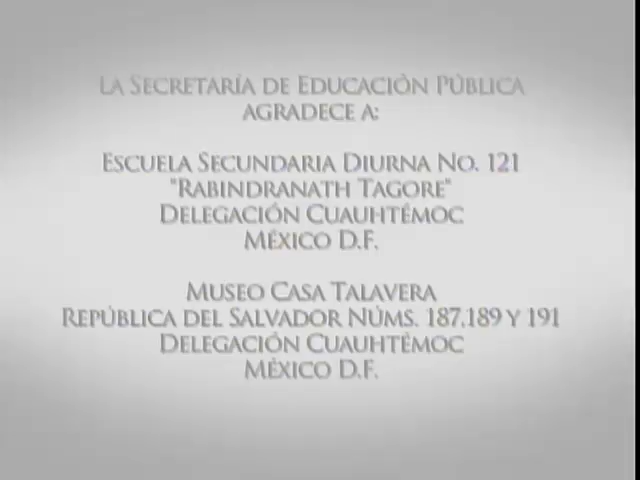 La Secretaría de Educación Pública
agradece a:
Escuela Secundaria Diurna No. 121
"Rabindranath Tagore"
Delegación Cuauhtémoc
México D.F.
Museo Casa Talavera
República del Salvador Núms. 187,189 y 191
Delegación Cuauhtémoc
México D.F.